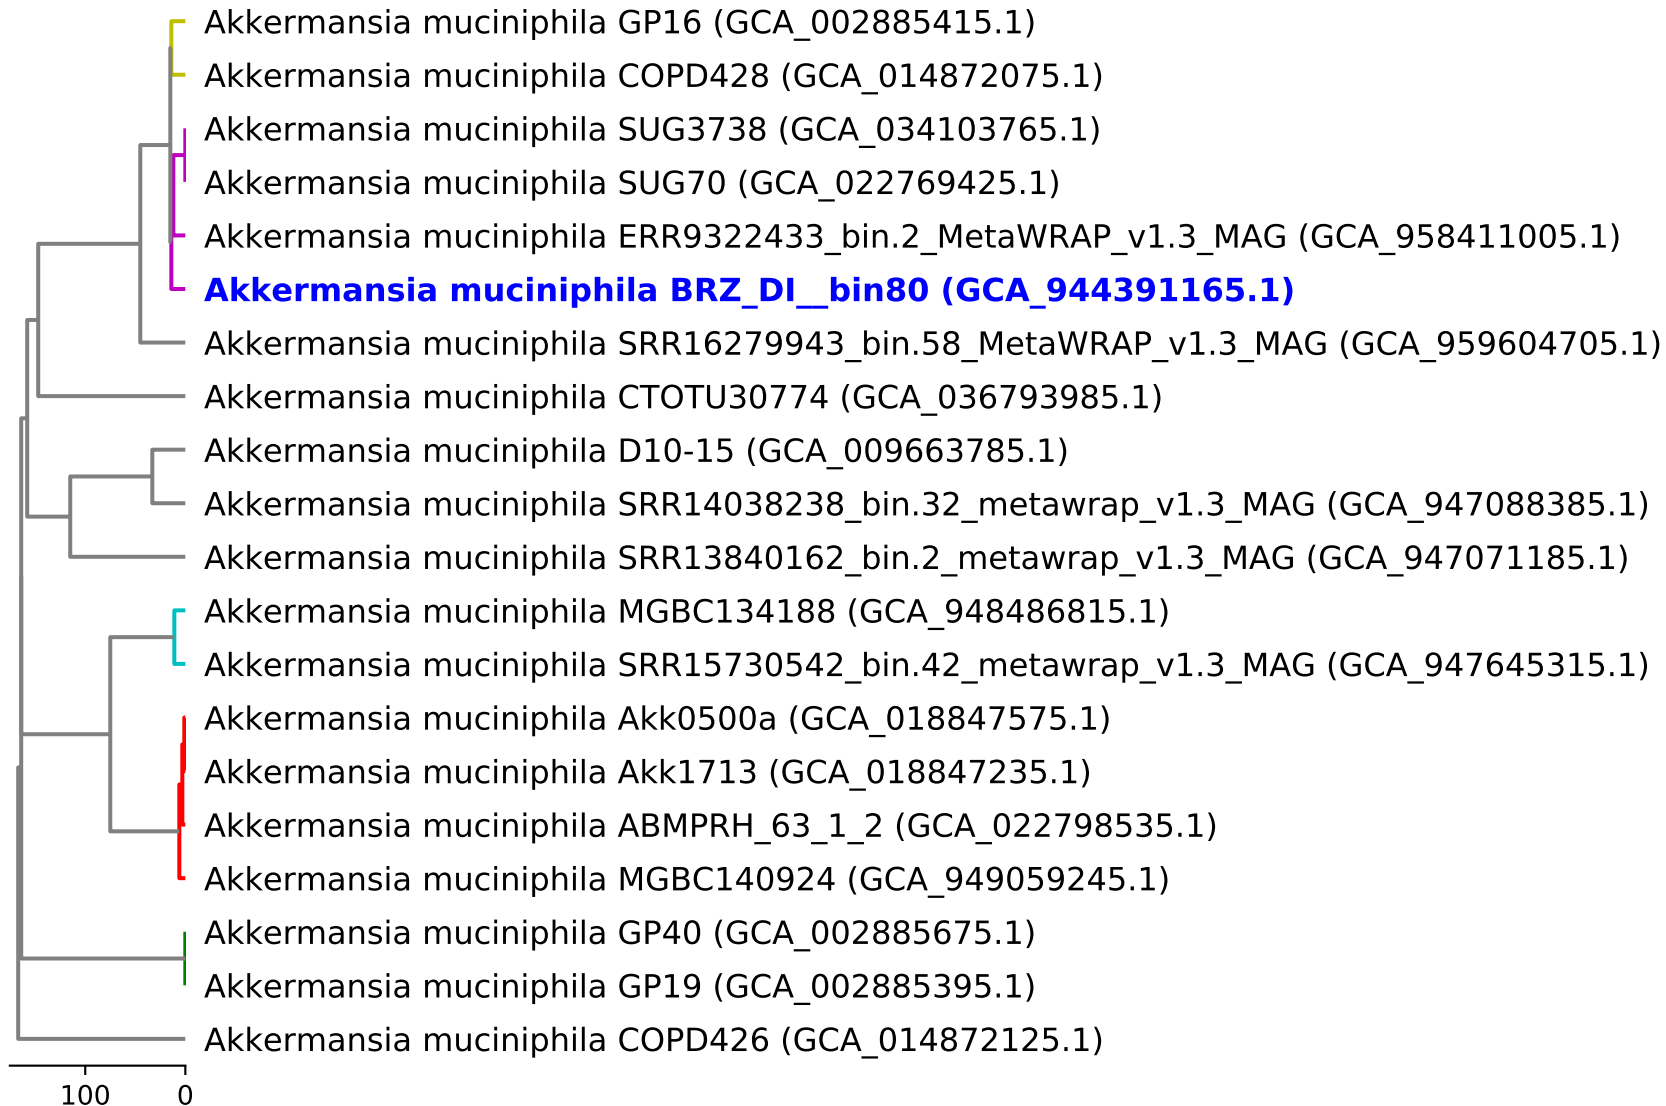 Akkermansia muciniphila GP16 (GCA_002885415.1)
Akkermansia muciniphila COPD428 (GCA_014872075.1)
Akkermansia muciniphila SUG3738 (GCA_034103765.1)
Akkermansia muciniphila SUG70 (GCA_022769425.1)
Akkermansia muciniphila ERR9322433_bin.2_MetaWRAP_v1.3_MAG (GCA_958411005.1)
Akkermansia muciniphila BRZ_DI__bin80 (GCA_944391165.1)
Akkermansia muciniphila SRR16279943_bin.58_MetaWRAP_v1.3_MAG (GCA_959604705.1)
Akkermansia muciniphila CTOTU30774 (GCA_036793985.1)
Akkermansia muciniphila D10-15 (GCA_009663785.1)
Akkermansia muciniphila SRR14038238_bin.32_metawrap_v1.3_MAG (GCA_947088385.1)
Akkermansia muciniphila SRR13840162_bin.2_metawrap_v1.3_MAG (GCA_947071185.1)
Akkermansia muciniphila MGBC134188 (GCA_948486815.1)
Akkermansia muciniphila SRR15730542_bin.42_metawrap_v1.3_MAG (GCA_947645315.1)
Akkermansia muciniphila Akk0500a (GCA_018847575.1)
Akkermansia muciniphila Akk1713 (GCA_018847235.1)
Akkermansia muciniphila ABMPRH_63_1_2 (GCA_022798535.1)
Akkermansia muciniphila MGBC140924 (GCA_949059245.1)
Akkermansia muciniphila GP40 (GCA_002885675.1)
Akkermansia muciniphila GP19 (GCA_002885395.1)
Akkermansia muciniphila COPD426 (GCA_014872125.1)
100 0